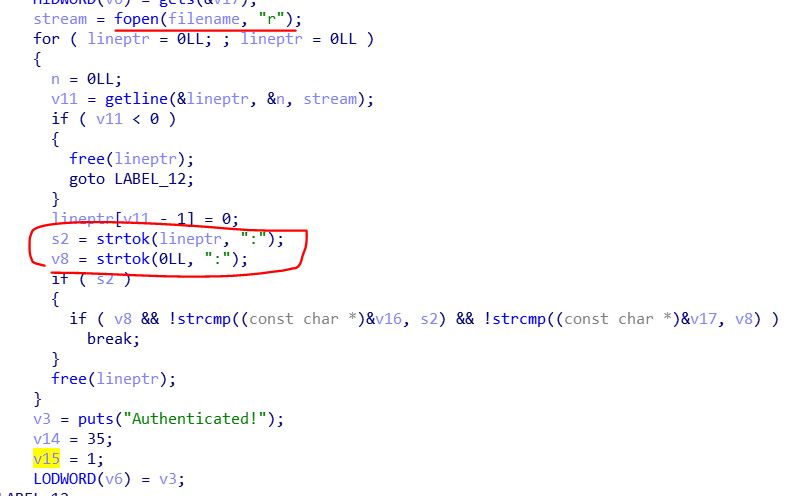 HIDWORD(v6) = gets(&v17);
stream = fopen(filename, "r");
for ( lineptr = 0LL; ; lineptr = 0LL )
{
n = 0LL;
v11 = getline(&lineptr, &n, stream);
if ( v11 < 0 )
{
free(lineptr);
goto LABEL_12;
}
lineptr[v11 - 1] = 0;
s2 = strtok(lineptr, ":");
v8 = strtok(0LL, ":");
if ( s2 )
{
if ( v8 && !strcmp((const char *)&v16, s2) && !strcmp((const char *)&v17, v8) )
break;
}
free(lineptr);
}
v3 = puts("Authenticated!");
v14 = 35;
v15 = 1;
LODWORD(v6) = v3;
LABEL_12